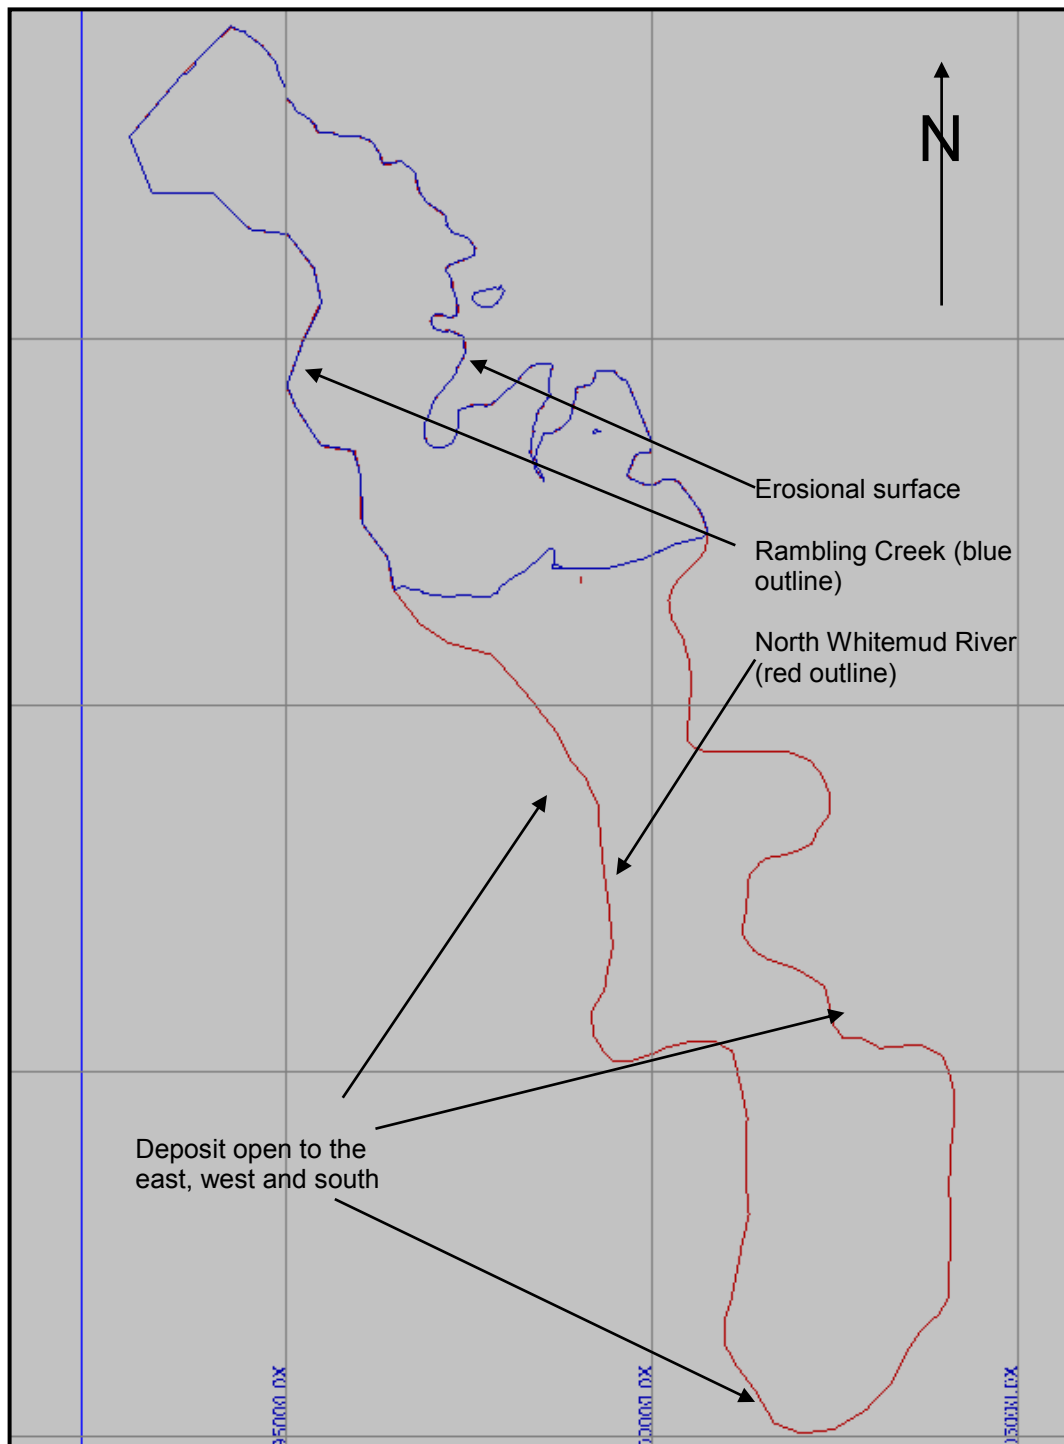 N
Erosional surface
Rambling Creek (blue
outline)
North Whitemud River
(red outline)
Deposit open to the
east, west and south